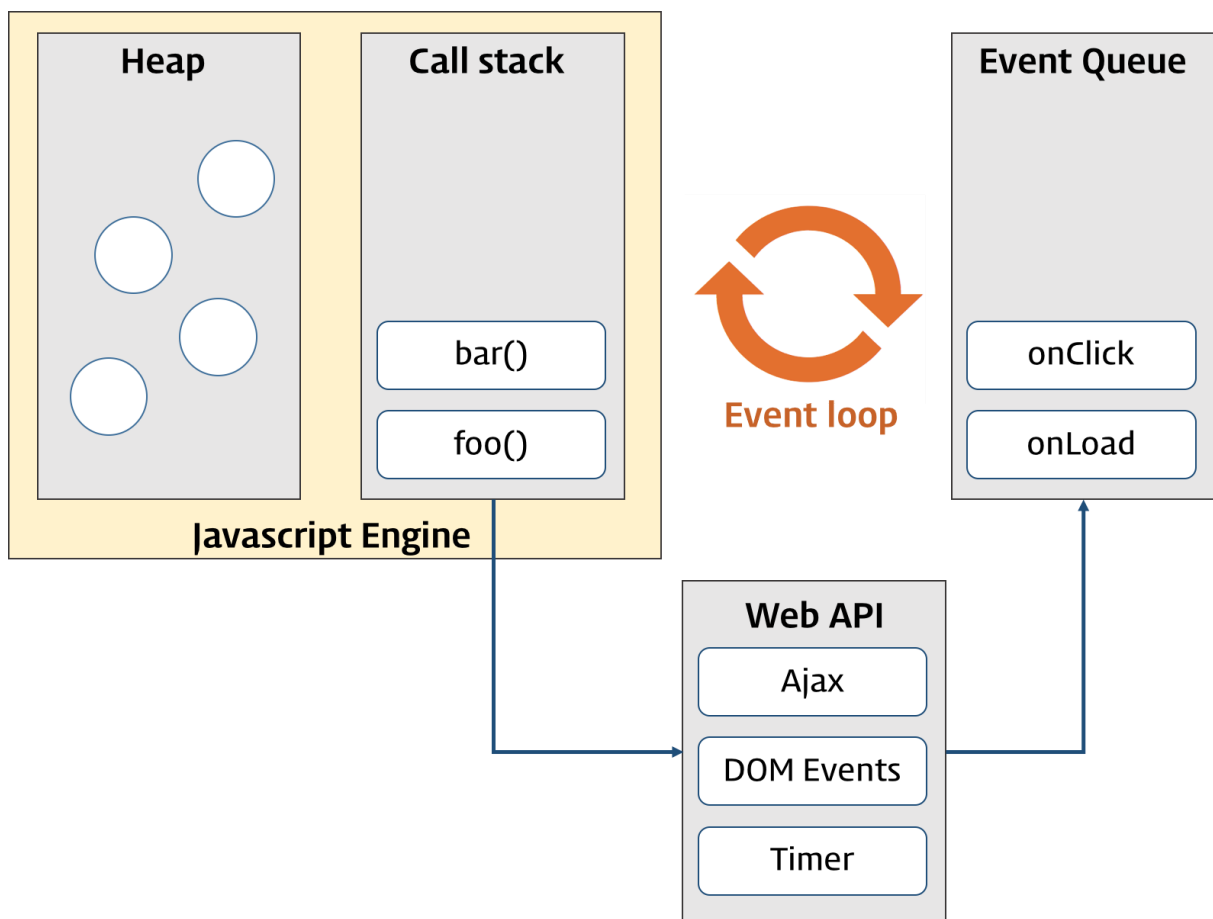 Heap
Call stack
Event Queue
bar()
foo()
Event loop
onClick
onLoad
Javascript Engine
Web API
Ajax
DOM Events
Timer